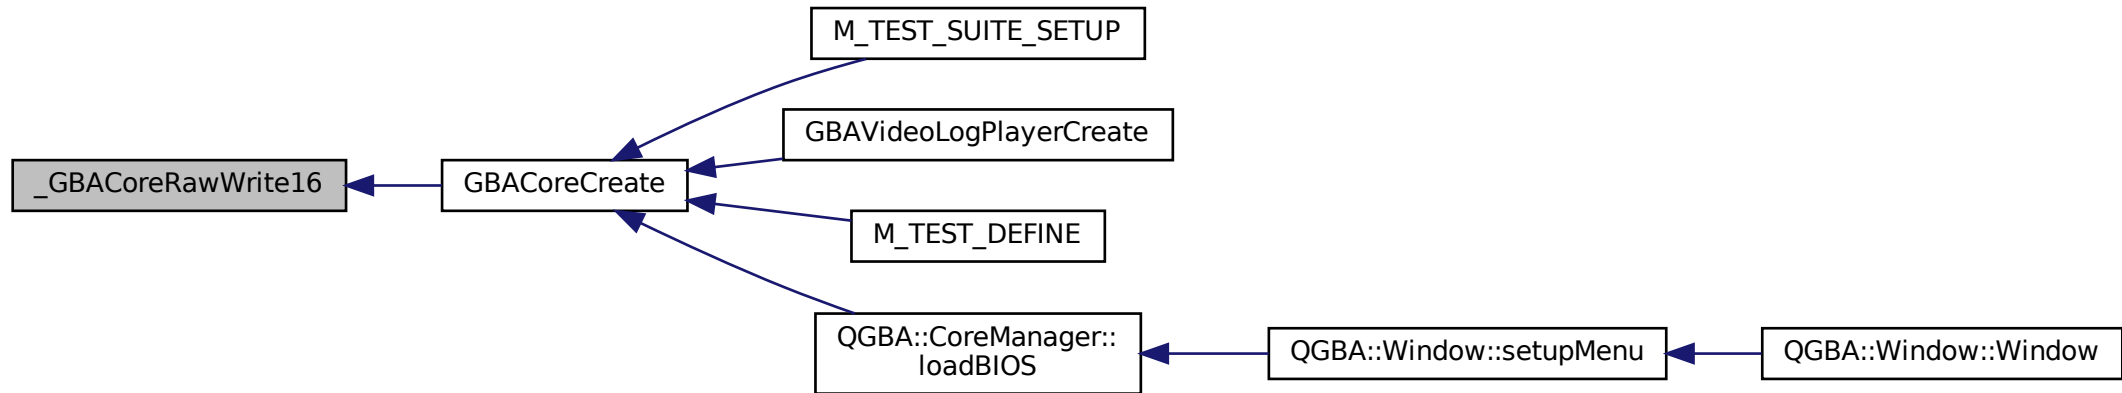 M_TEST_SUITE_SETUP
GBAVideoLogPlayerCreate
_GBACoreRawWrite16
GBACoreCreate
M_TEST_DEFINE
QGBA::CoreManager::
loadBIOS
QGBA::Window::setupMenu
QGBA::Window::Window